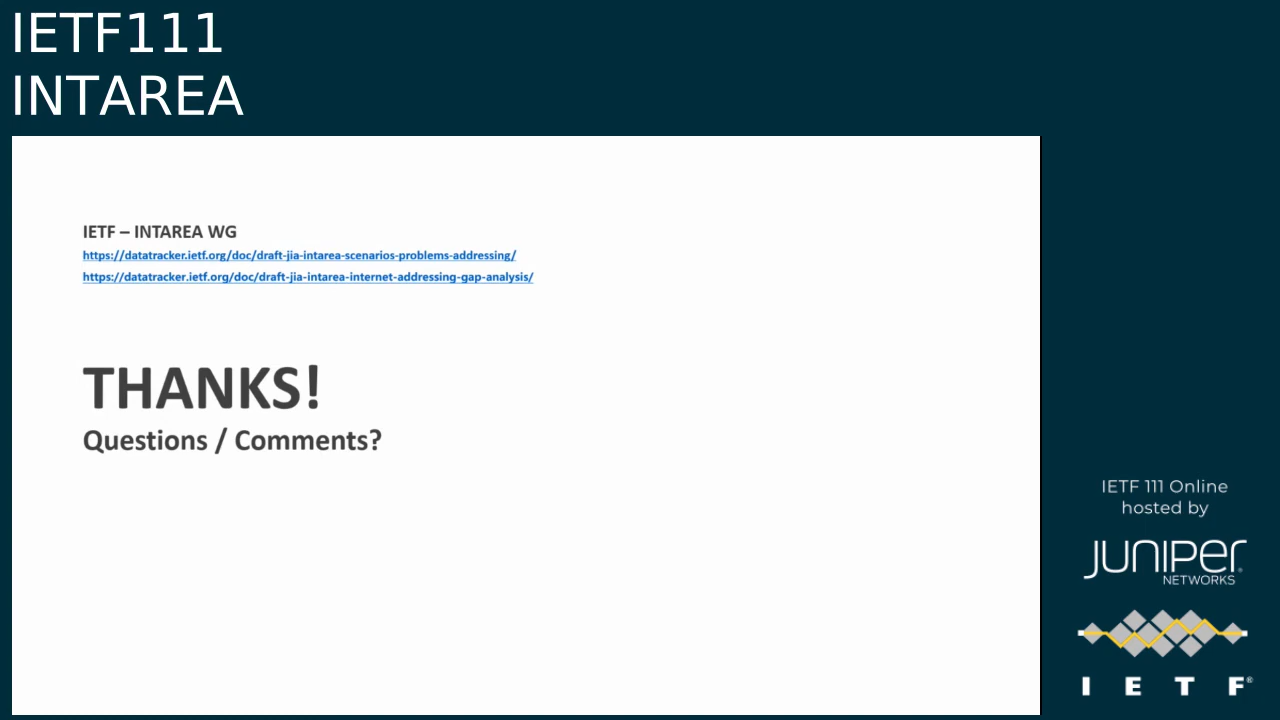 IETF111
INTAREA
IETF – INTAREA WG
https://datatracker.ietf.org/doc/draft-jia-intarea-scenarios-problems-addressing/
https://datatracker.ietf.org/doc/draft-jia-intarea-internet-addressing-gap-analysis/
THANKS!
Questions / Comments?
IETF 111 Online
hosted by
JUNIPEr
NETWORKS
I E T F®